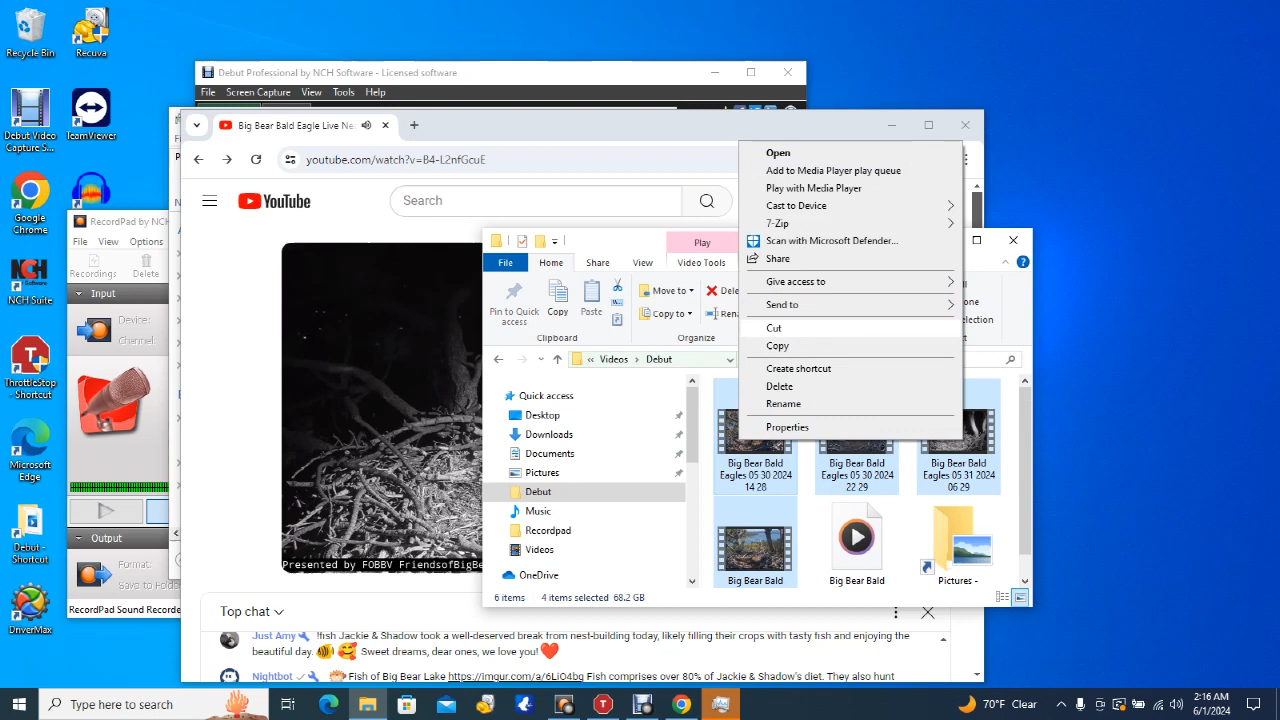 Recycle Bin
Recuva
Debut Video
Capture S...
TeamViewer
Google
Chrome
NCH Suite
ThrottleStop
- Shortcut
Microsoft
Edge
Debut -
Shortcut
DriverMax
Debut Professional by NCH Software - Licensed software
File Screen Capture View Tools Help
Big Bear Bald Eagle Live Ne
youtube.com/watch?v=B4-L2nfGcuE
YouTube
Search
RecordPad by NCH
File View Options
Recordings Delete
Input
Device:
Channel:
Output
Format:
Save to Folder
RecordPad Sound Recorde
Presented by FOBBV FriendsofBigBe
Top chat
Just Amy !fish Jackie & Shadow took a well-deserved break from nest-building today, likely filling their crops with tasty fish and enjoying the
beautiful day. Sweet dreams, dear ones, we love you!
Nightbot Fish of Big Bear Lake https://imgur.com/a/6LiO4bg Fish comprises over 80% of Jackie & Shadow's diet. They also hunt
Play
File Home Share View Video Tools
Pin to Quick
access
Copy
Paste
Move to
Copy to
Dele
Renam
Clipboard
Organize
« Videos › Debut
Quick access
Desktop
Downloads
Documents
Pictures
Debut
Music
Recordpad
Videos
OneDrive
Big Bear Bald
Eagles 05 30 2024
14 28
Big Bear Bald
Eagles 05 30 2024
22 29
Big Bear Bald
Eagles 05 31 2024
06 29
Big Bear Bald
Big Bear Bald
Pictures -
6 items 4 items selected 68.2 GB
Open
Add to Media Player play queue
Play with Media Player
Cast to Device
7-Zip
Scan with Microsoft Defender...
Share
Give access to
Send to
Cut
Copy
Create shortcut
Delete
Rename
Properties
Type here to search
70°F Clear
2:16 AM
6/1/2024